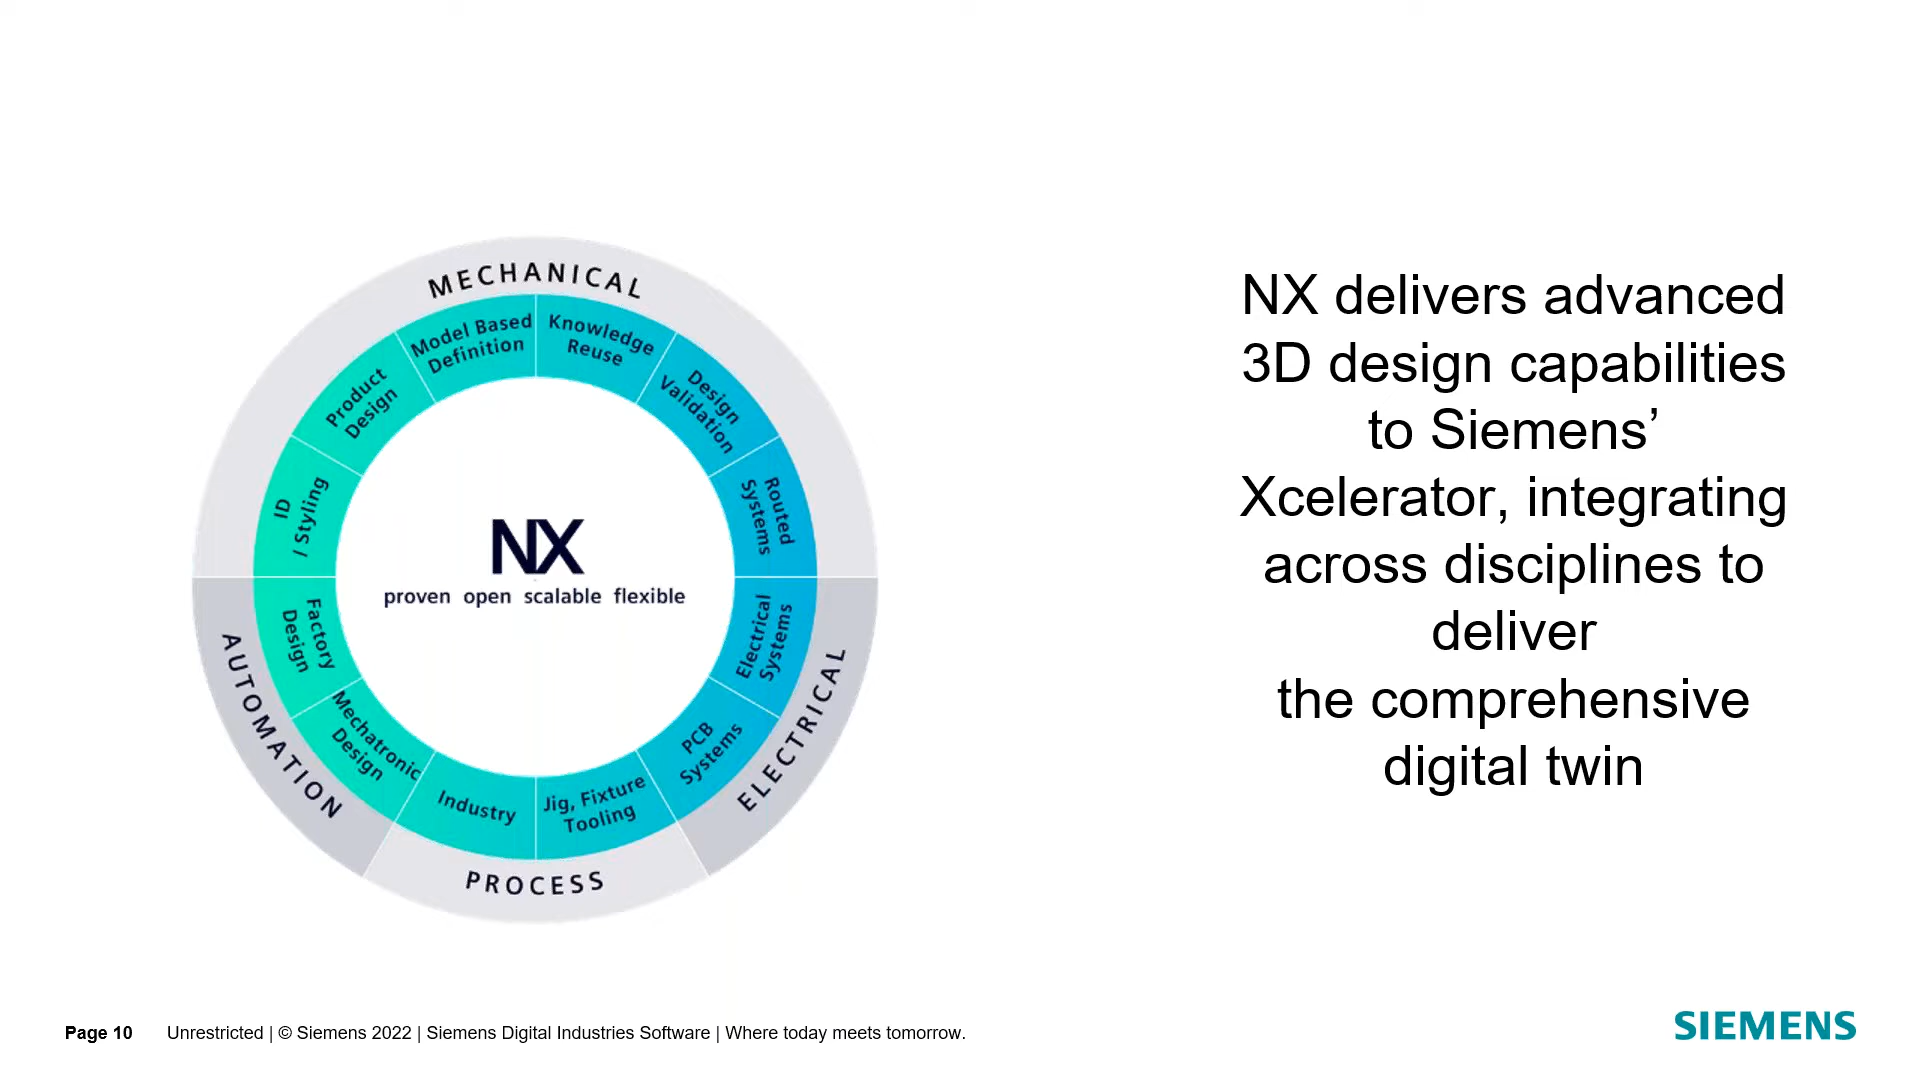 MECHANICAL
Model Based
Definition
Knowledge
Reuse
Design
Validation
Routed
Systems
Electrical
Systems
PCB
Systems
Jig, Fixture
Tooling
Industry
Mechatronic
Design
Factory
Design
ID
/ Styling
Product
Design
ELECTRICAL
PROCESS
AUTOMATION
NX
proven open scalable flexible
NX delivers advanced
3D design capabilities
to Siemens’
Xcelerator, integrating
across disciplines to
deliver
the comprehensive
digital twin
Page 10 Unrestricted | © Siemens 2022 | Siemens Digital Industries Software | Where today meets tomorrow.
SIEMENS